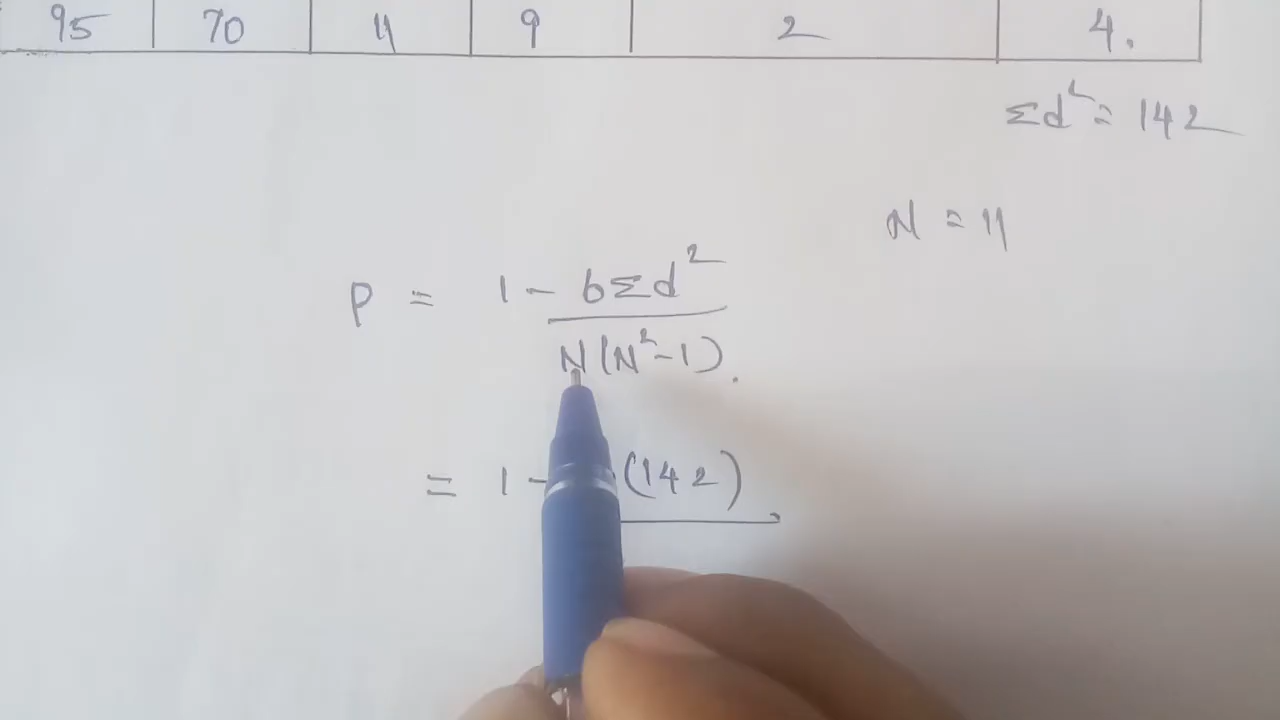 95 70 11 9 2 4.
Σd² = 142
N = 11
P = 1 - 6Σd² / N(N²-1).
= 1 - (142)